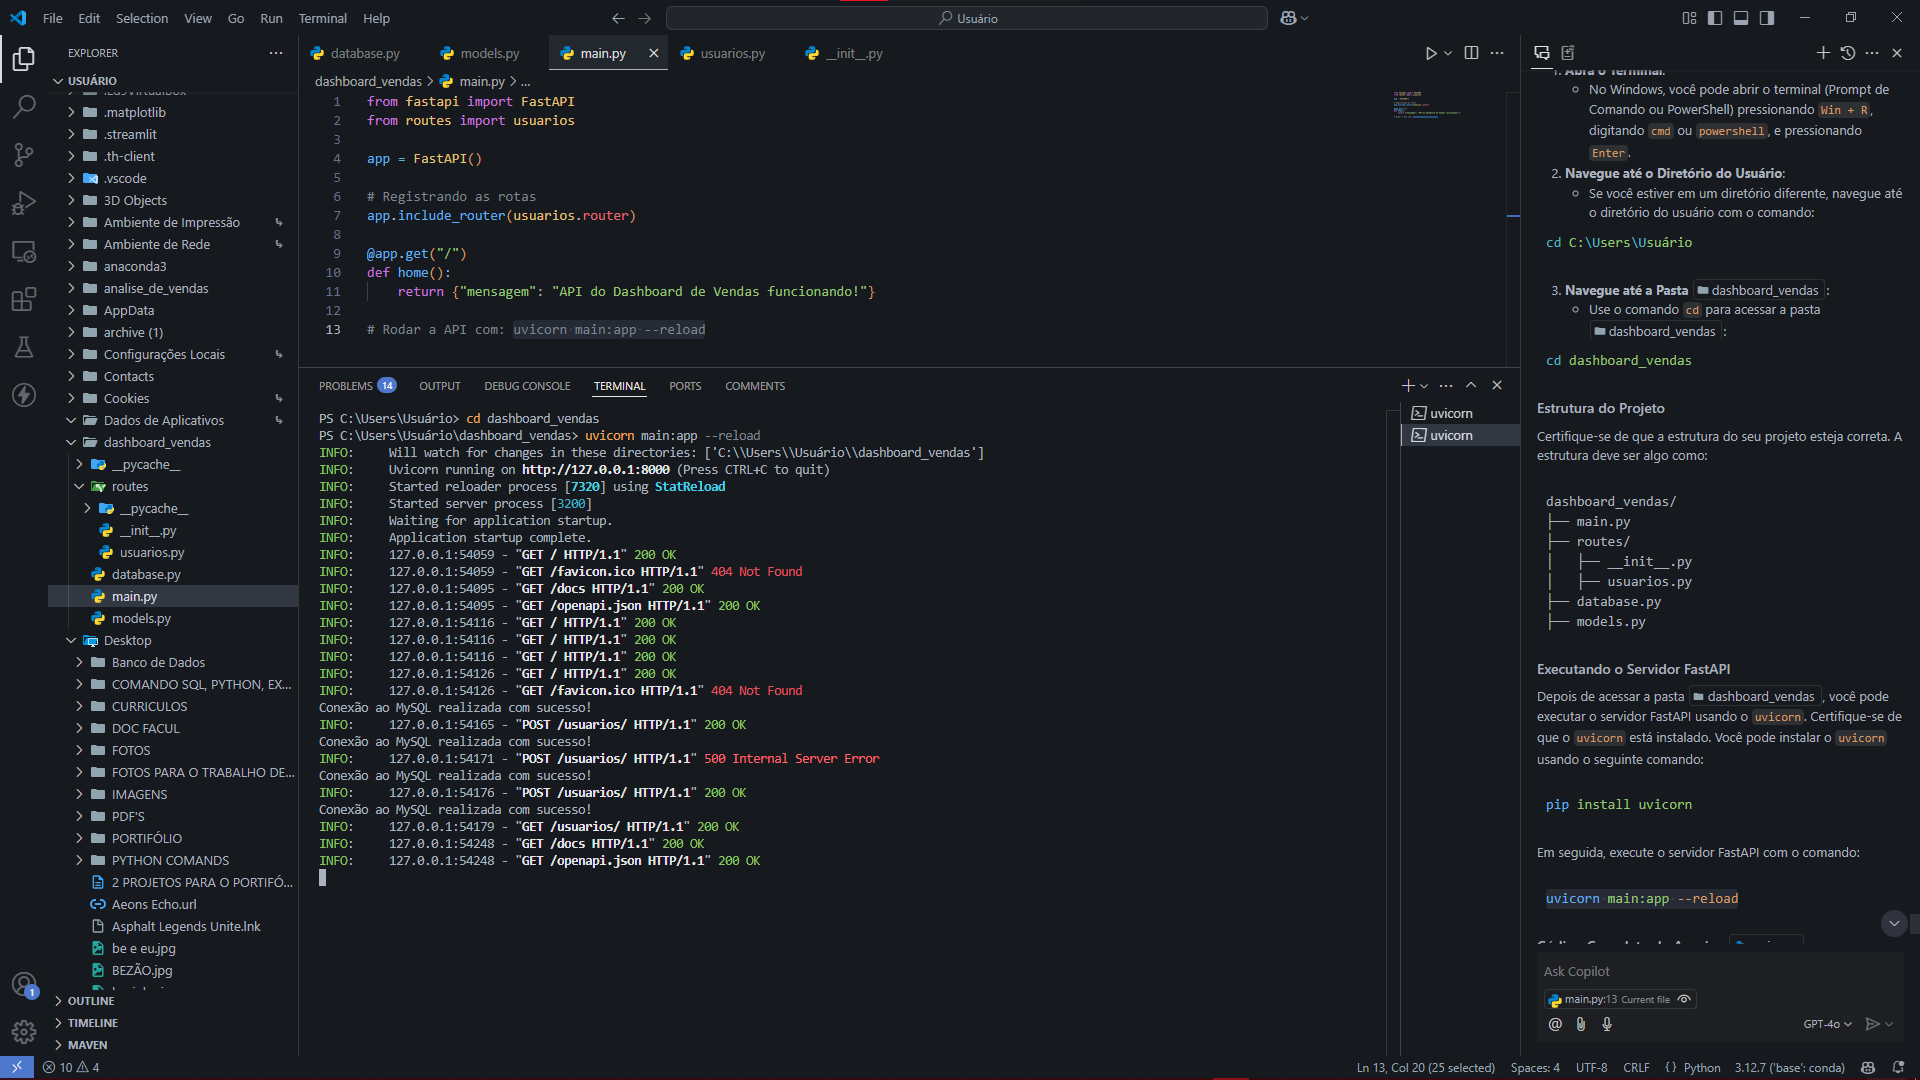 File Edit Selection View Go Run Terminal Help
Usuário
EXPLORER
USUÁRIO
.matplotlib
.streamlit
.th-client
.vscode
3D Objects
Ambiente de Impressão
Ambiente de Rede
anaconda3
analise_de_vendas
AppData
archive (1)
Configurações Locais
Contacts
Cookies
Dados de Aplicativos
dashboard_vendas
__pycache__
routes
__pycache__
__init__.py
usuarios.py
database.py
main.py
models.py
Desktop
Banco de Dados
COMANDO SQL, PYTHON, EX...
CURRICULOS
DOC FACUL
FOTOS
FOTOS PARA O TRABALHO DE...
IMAGENS
PDF'S
PORTIFÓLIO
PYTHON COMANDS
2 PROJETOS PARA O PORTIFÓ...
Aeons Echo.url
Asphalt Legends Unite.lnk
be e eu.jpg
BEZÃO.jpg
OUTLINE
TIMELINE
MAVEN
database.py models.py main.py usuarios.py __init__.py
dashboard_vendas > main.py > ...
1 from fastapi import FastAPI
2 from routes import usuarios
3
4 app = FastAPI()
5
6 # Registrando as rotas
7 app.include_router(usuarios.router)
8
9 @app.get("/")
10 def home():
11 return {"mensagem": "API do Dashboard de Vendas funcionando!"}
12
13 # Rodar a API com: uvicorn main:app --reload
PROBLEMS 14 OUTPUT DEBUG CONSOLE TERMINAL PORTS COMMENTS
PS C:\Users\Usuário> cd dashboard_vendas
PS C:\Users\Usuário\dashboard_vendas> uvicorn main:app --reload
INFO: Will watch for changes in these directories: ['C:\\Users\\Usuário\\dashboard_vendas']
INFO: Uvicorn running on http://127.0.0.1:8000 (Press CTRL+C to quit)
INFO: Started reloader process [7320] using StatReload
INFO: Started server process [3200]
INFO: Waiting for application startup.
INFO: Application startup complete.
INFO: 127.0.0.1:54059 - "GET / HTTP/1.1" 200 OK
INFO: 127.0.0.1:54059 - "GET /favicon.ico HTTP/1.1" 404 Not Found
INFO: 127.0.0.1:54095 - "GET /docs HTTP/1.1" 200 OK
INFO: 127.0.0.1:54095 - "GET /openapi.json HTTP/1.1" 200 OK
INFO: 127.0.0.1:54116 - "GET / HTTP/1.1" 200 OK
INFO: 127.0.0.1:54116 - "GET / HTTP/1.1" 200 OK
INFO: 127.0.0.1:54116 - "GET / HTTP/1.1" 200 OK
INFO: 127.0.0.1:54126 - "GET / HTTP/1.1" 200 OK
INFO: 127.0.0.1:54126 - "GET /favicon.ico HTTP/1.1" 404 Not Found
Conexão ao MySQL realizada com sucesso!
INFO: 127.0.0.1:54165 - "POST /usuarios/ HTTP/1.1" 200 OK
Conexão ao MySQL realizada com sucesso!
INFO: 127.0.0.1:54171 - "POST /usuarios/ HTTP/1.1" 500 Internal Server Error
Conexão ao MySQL realizada com sucesso!
INFO: 127.0.0.1:54176 - "POST /usuarios/ HTTP/1.1" 200 OK
Conexão ao MySQL realizada com sucesso!
INFO: 127.0.0.1:54179 - "GET /usuarios/ HTTP/1.1" 200 OK
INFO: 127.0.0.1:54248 - "GET /docs HTTP/1.1" 200 OK
INFO: 127.0.0.1:54248 - "GET /openapi.json HTTP/1.1" 200 OK
uvicorn
uvicorn
1. Abra o Terminal:
No Windows, você pode abrir o terminal (Prompt de
Comando ou PowerShell) pressionando Win + R,
digitando cmd ou powershell, e pressionando
Enter.
2. Navegue até o Diretório do Usuário:
Se você estiver em um diretório diferente, navegue até
o diretório do usuário com o comando:
cd C:\Users\Usuário
3. Navegue até a Pasta dashboard_vendas :
Use o comando cd para acessar a pasta
dashboard_vendas :
cd dashboard_vendas
Estrutura do Projeto
Certifique-se de que a estrutura do seu projeto esteja correta. A
estrutura deve ser algo como:
dashboard_vendas/
├── main.py
├── routes/
│   ├── __init__.py
│   ├── usuarios.py
├── database.py
├── models.py
Executando o Servidor FastAPI
Depois de acessar a pasta dashboard_vendas , você pode
executar o servidor FastAPI usando o uvicorn. Certifique-se de
que o uvicorn está instalado. Você pode instalar o uvicorn
usando o seguinte comando:
pip install uvicorn
Em seguida, execute o servidor FastAPI com o comando:
uvicorn main:app --reload
Ask Copilot
main.py:13 Current file
GPT-4o
1
10 4
Ln 13, Col 20 (25 selected) Spaces: 4 UTF-8 CRLF { } Python 3.12.7 ('base': conda)